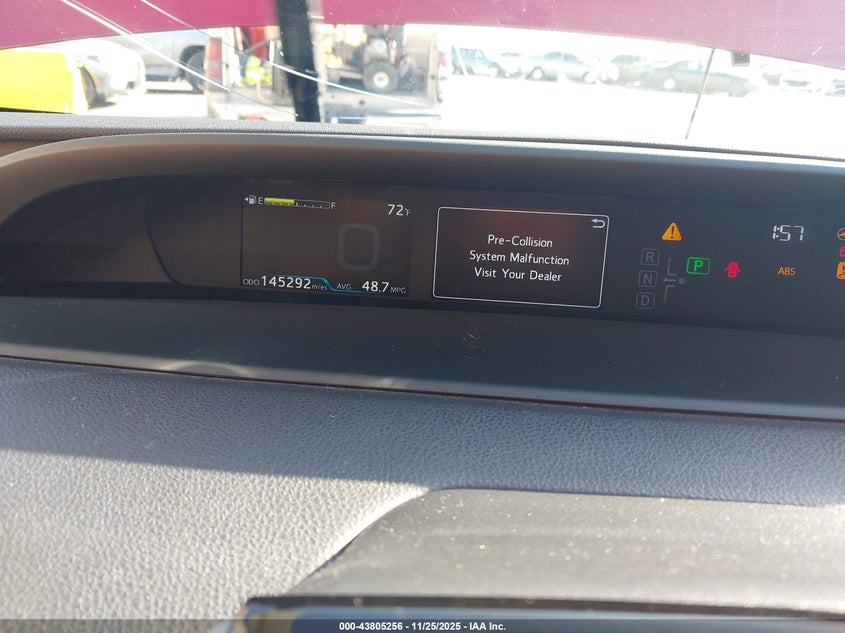 E F
72°F
0
MPH
ODO 145292 miles AVG. 48.7 MPG
Pre-Collision
System Malfunction
Visit Your Dealer
R
N
D
P
1:57
ABS
000-43805256 - 11/25/2025 - IAA Inc.